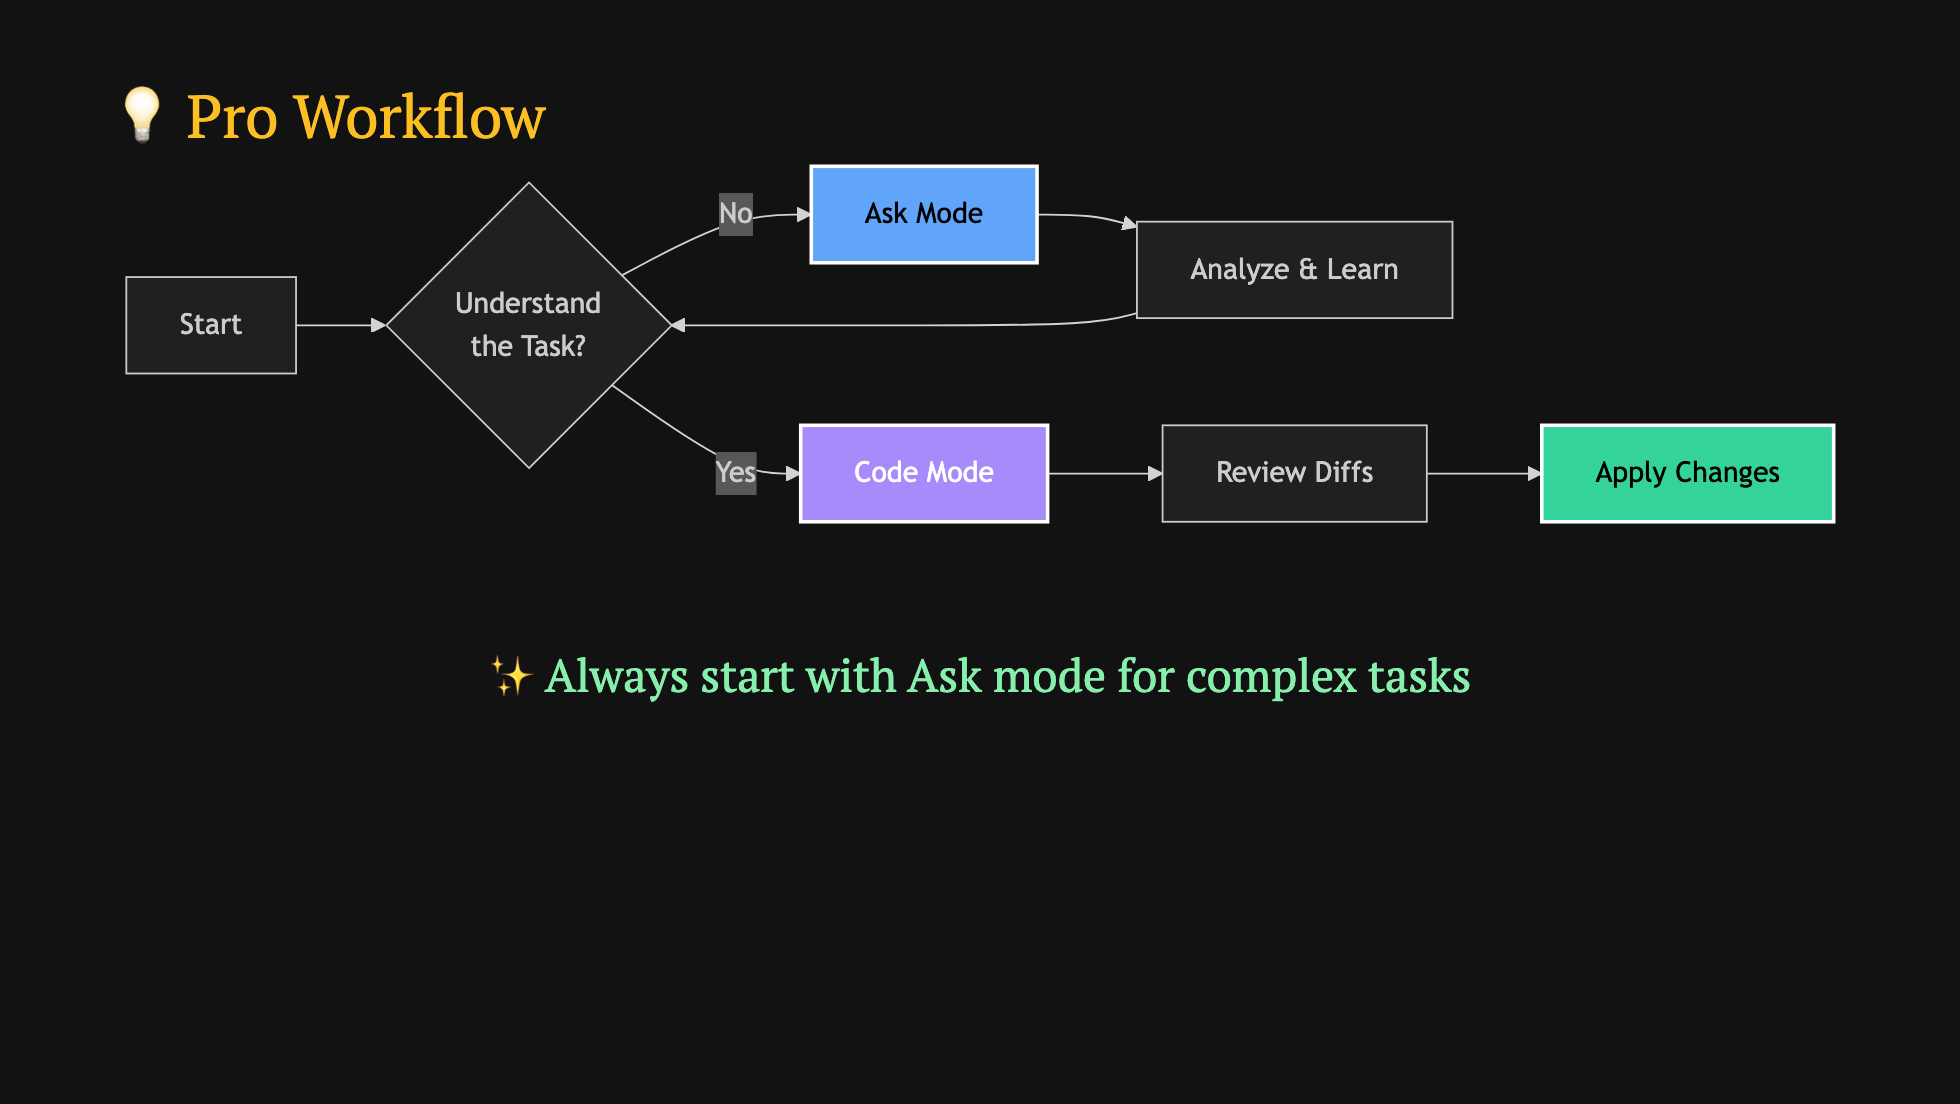 💡 Pro Workflow
Start
Understand
the Task?
No
Ask Mode
Analyze & Learn
Yes
Code Mode
Review Diffs
Apply Changes
✨ Always start with Ask mode for complex tasks